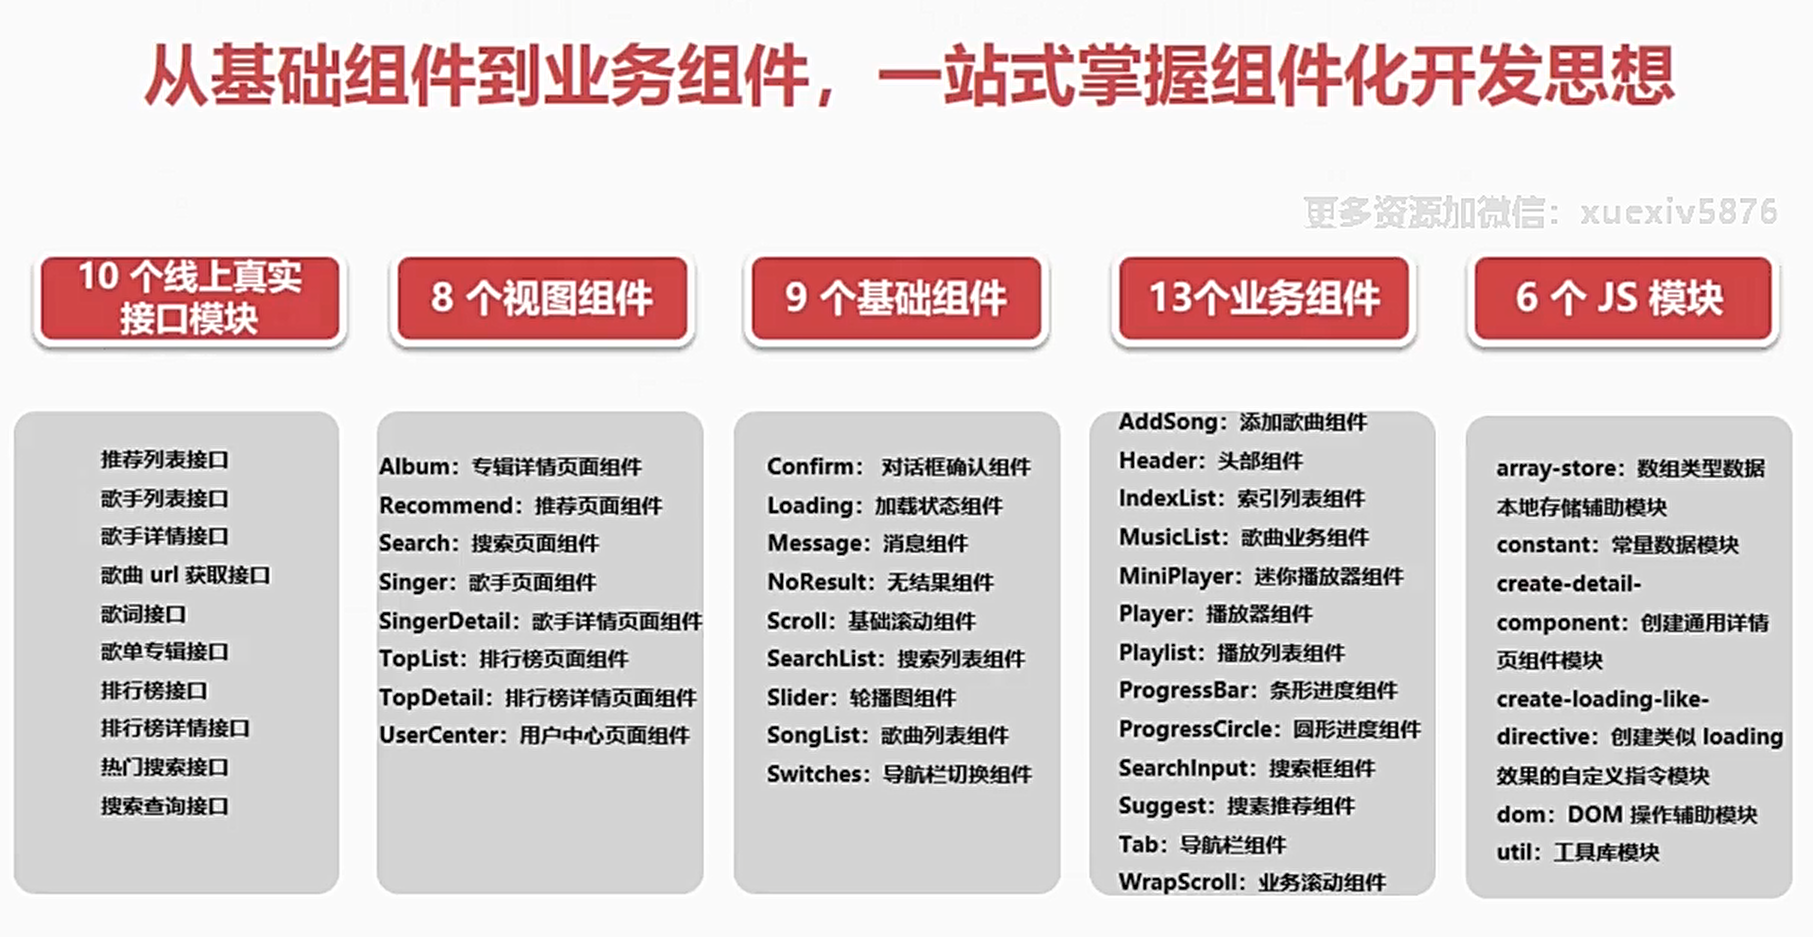 从基础组件到业务组件，一站式掌握组件化开发思想
更多资源加微信：xuexiv5876
10 个线上真实
接口模块
推荐列表接口
歌手列表接口
歌手详情接口
歌曲 url 获取接口
歌词接口
歌单专辑接口
排行榜接口
排行榜详情接口
热门搜索接口
搜索查询接口
8 个视图组件
Album：专辑详情页面组件
Recommend：推荐页面组件
Search：搜索页面组件
Singer：歌手页面组件
SingerDetail：歌手详情页面组件
TopList：排行榜页面组件
TopDetail：排行榜详情页面组件
UserCenter：用户中心页面组件
9 个基础组件
Confirm： 对话框确认组件
Loading：加载状态组件
Message：消息组件
NoResult：无结果组件
Scroll：基础滚动组件
SearchList：搜索列表组件
Slider：轮播图组件
SongList：歌曲列表组件
Switches：导航栏切换组件
13个业务组件
AddSong：添加歌曲组件
Header：头部组件
IndexList：索引列表组件
MusicList：歌曲业务组件
MiniPlayer：迷你播放器组件
Player：播放器组件
Playlist：播放列表组件
ProgressBar：条形进度组件
ProgressCircle：圆形进度组件
SearchInput：搜索框组件
Suggest：搜素推荐组件
Tab：导航栏组件
WrapScroll：业务滚动组件
6 个 JS 模块
array-store：数组类型数据
本地存储辅助模块
constant：常量数据模块
create-detail-
component：创建通用详情
页组件模块
create-loading-like-
directive：创建类似 loading
效果的自定义指令模块
dom：DOM 操作辅助模块
util：工具库模块